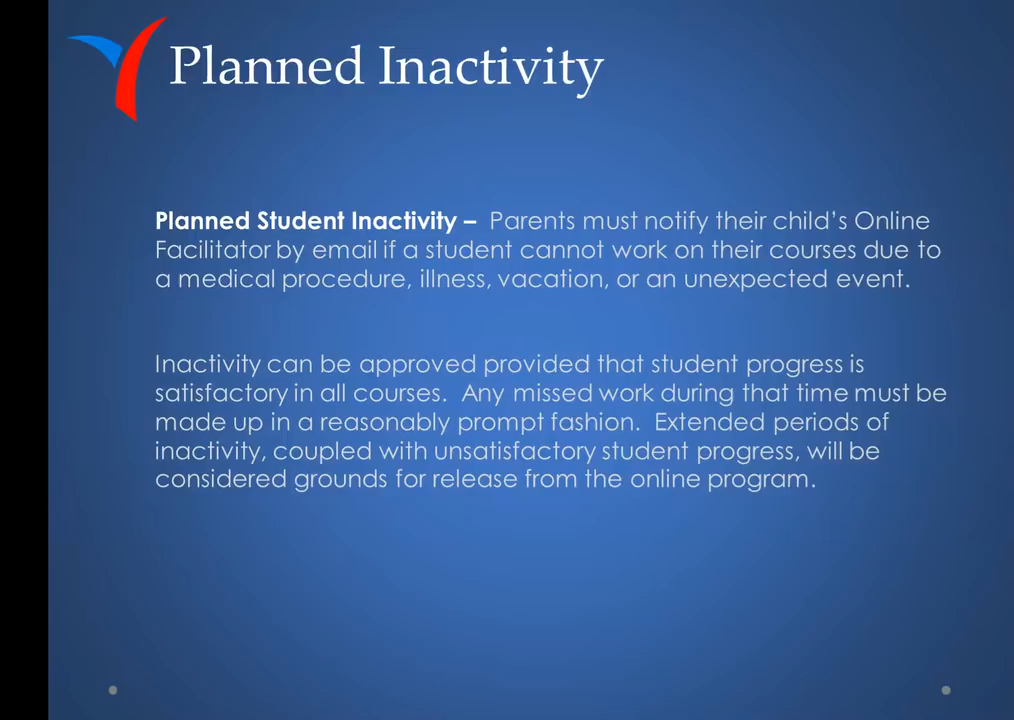 Planned Inactivity
Planned Student Inactivity – Parents must notify their child's Online
Facilitator by email if a student cannot work on their courses due to
a medical procedure, illness, vacation, or an unexpected event.
Inactivity can be approved provided that student progress is
satisfactory in all courses. Any missed work during that time must be
made up in a reasonably prompt fashion. Extended periods of
inactivity, coupled with unsatisfactory student progress, will be
considered grounds for release from the online program.